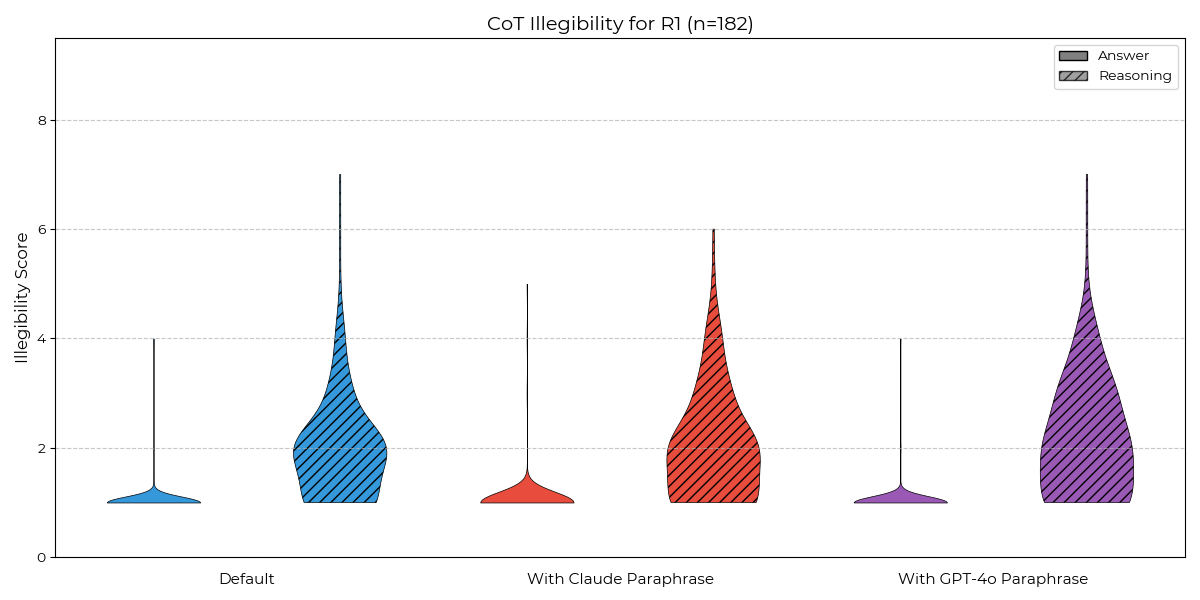 CoT Illegibility for R1 (n=182)
Answer
Reasoning
Illegibility Score
8
6
4
2
0
Default
With Claude Paraphrase
With GPT-4o Paraphrase